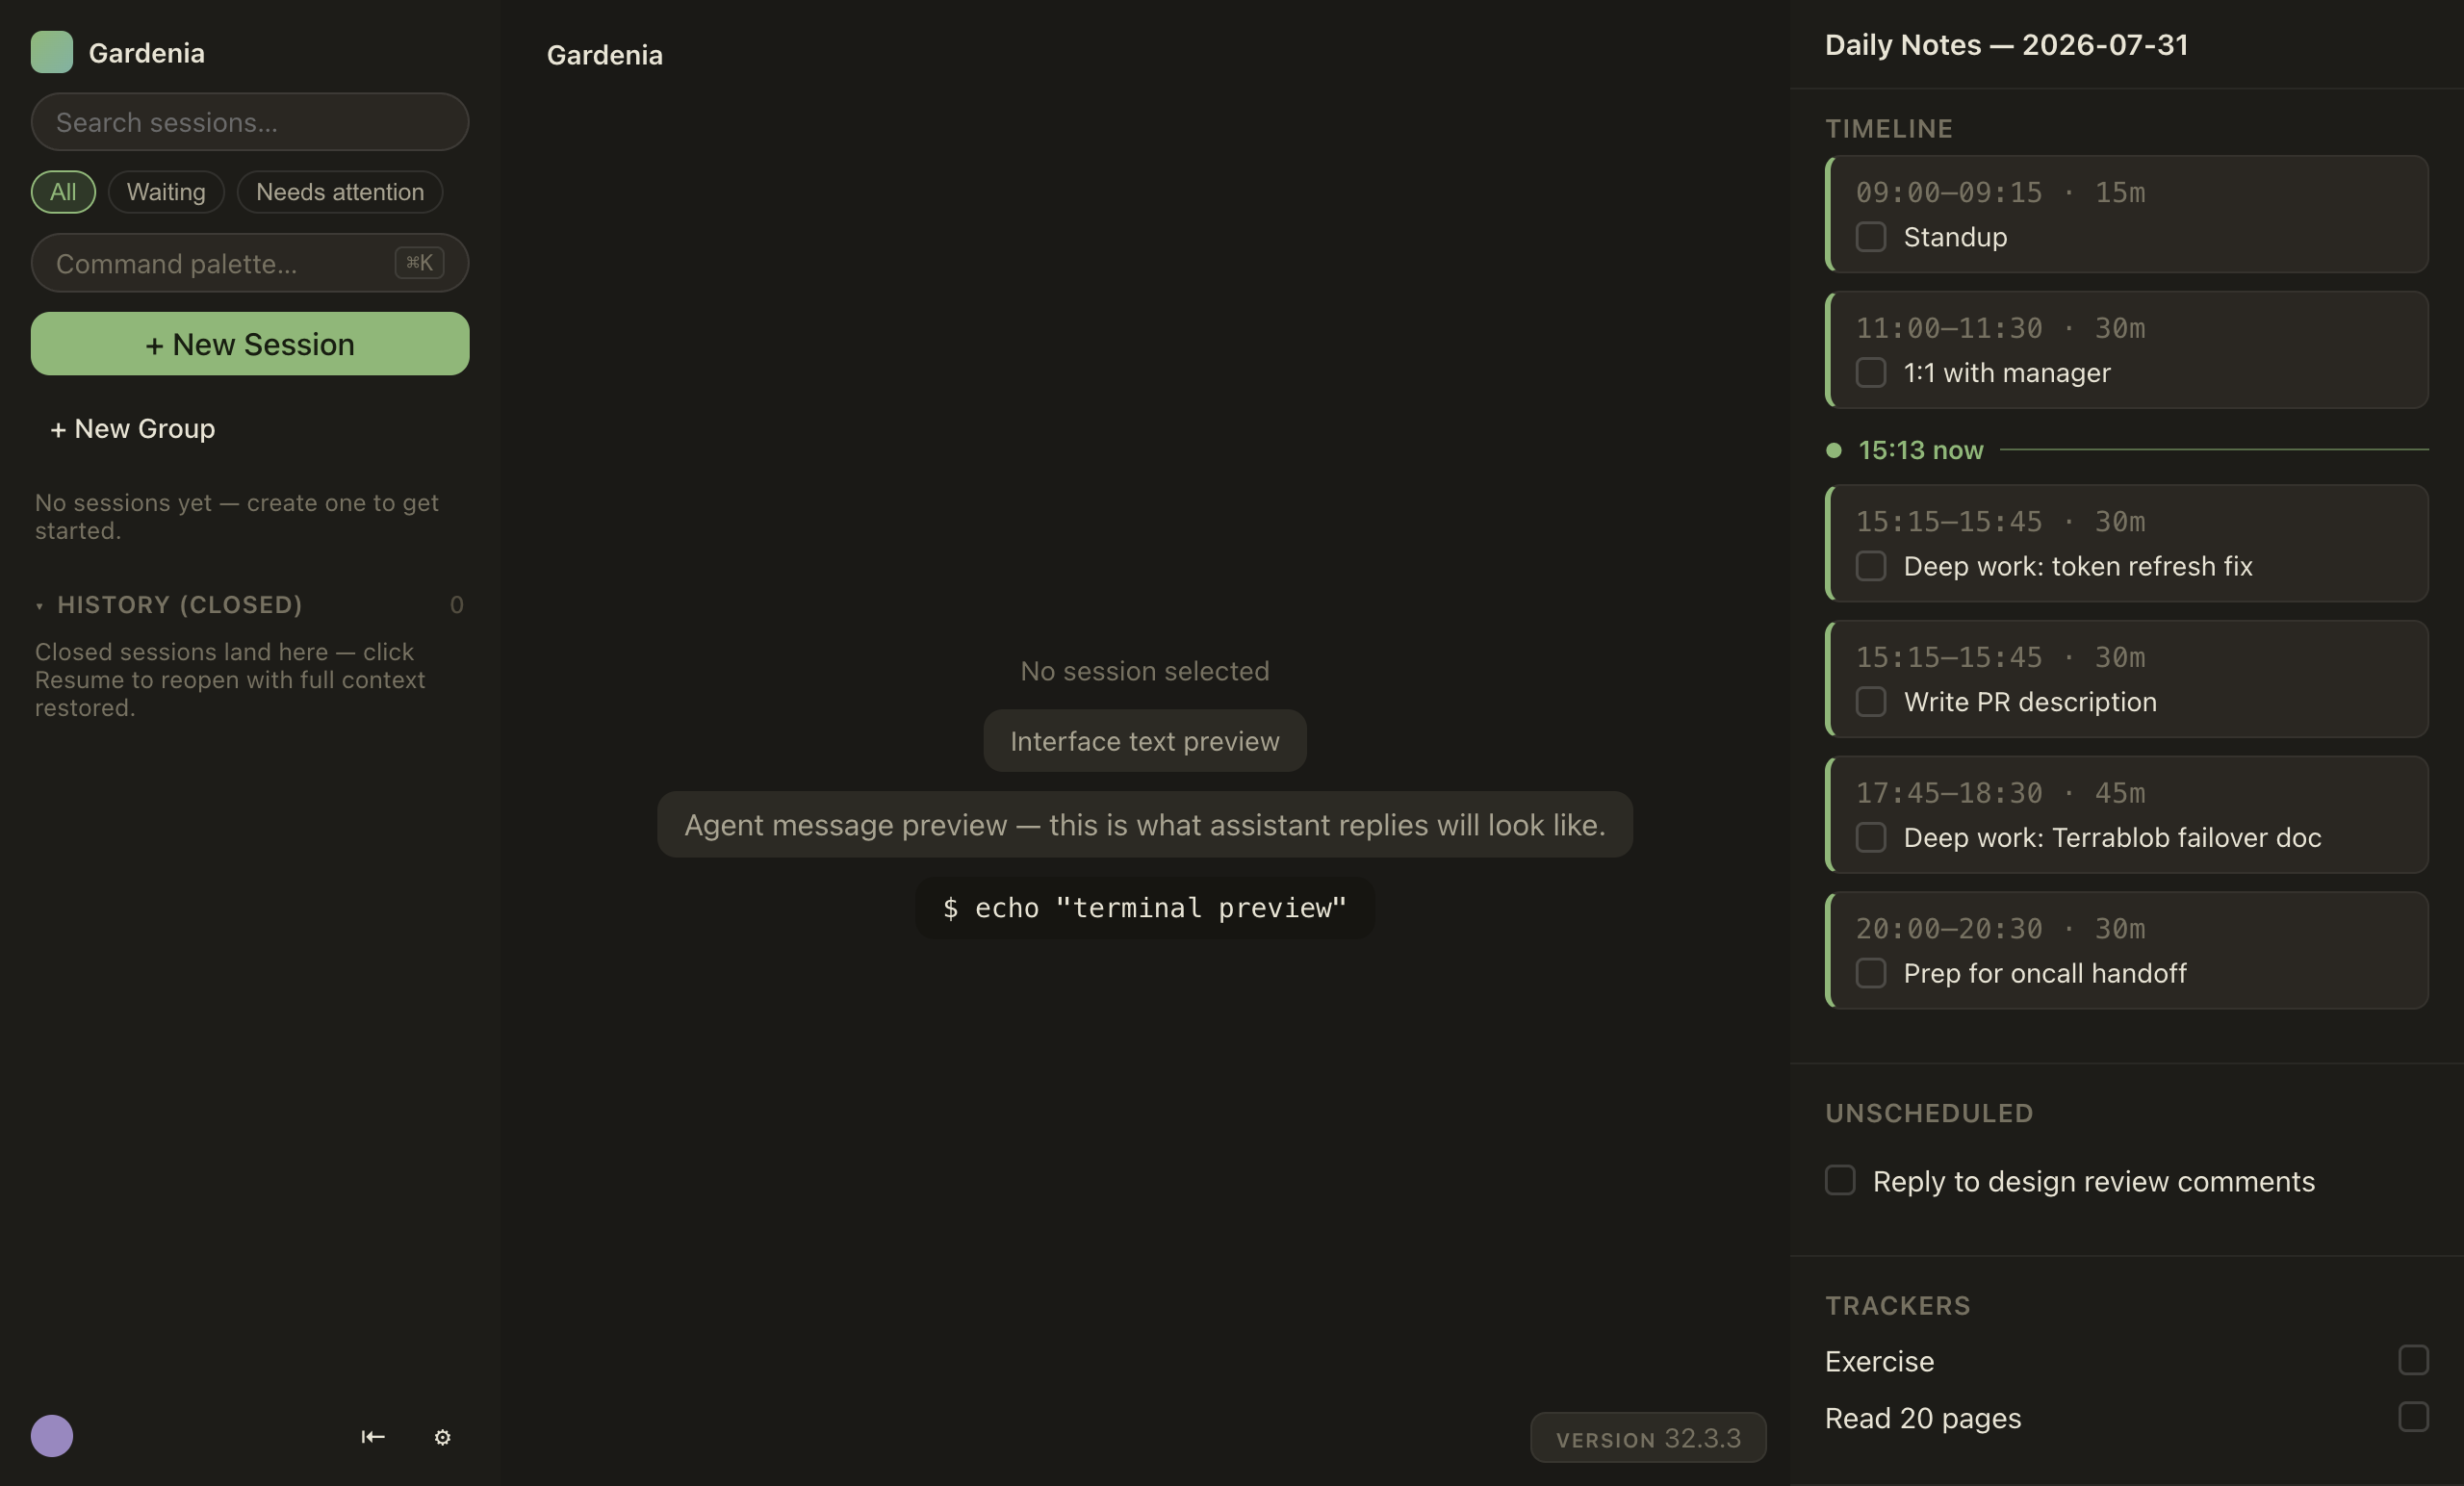 Gardenia
Search sessions...
All
Waiting
Needs attention
Command palette...
⌘K
+ New Session
+ New Group
No sessions yet — create one to get
started.
▾ HISTORY (CLOSED) 0
Closed sessions land here — click
Resume to reopen with full context
restored.
Gardenia
No session selected
Interface text preview
Agent message preview — this is what assistant replies will look like.
$ echo "terminal preview"
VERSION 32.3.3
Daily Notes — 2026-07-31
TIMELINE
09:00–09:15 · 15m
Standup
11:00–11:30 · 30m
1:1 with manager
15:13 now
15:15–15:45 · 30m
Deep work: token refresh fix
15:15–15:45 · 30m
Write PR description
17:45–18:30 · 45m
Deep work: Terrablob failover doc
20:00–20:30 · 30m
Prep for oncall handoff
UNSCHEDULED
Reply to design review comments
TRACKERS
Exercise
Read 20 pages